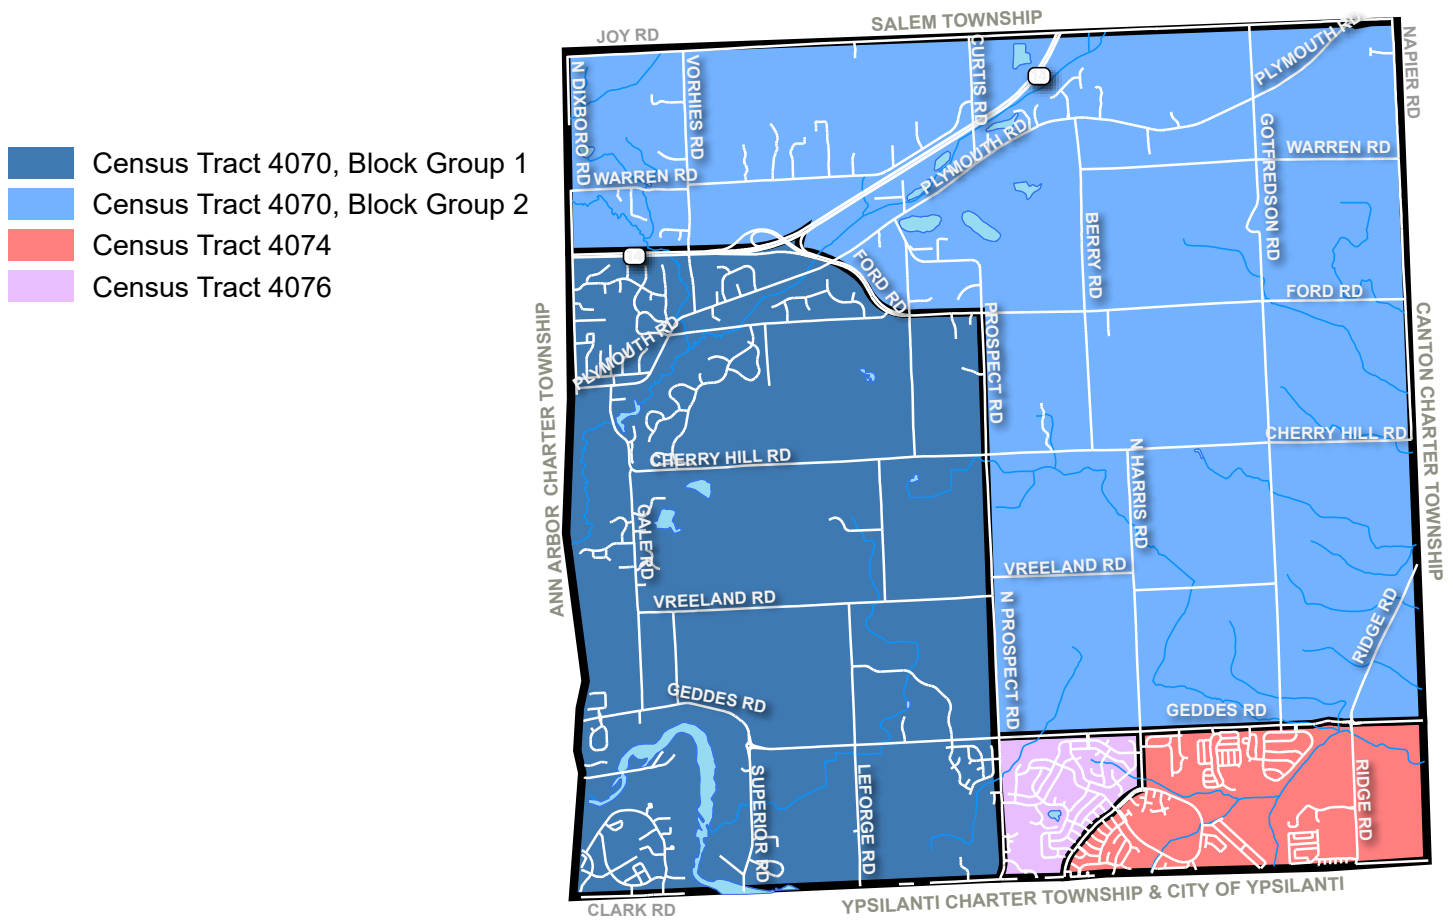 SALEM TOWNSHIP
JOY RD
PLYMOUTH RD
NAPIER RD
N DIXBORO RD
VORHIES RD
CURTIS RD
GOTFREDSON RD
PLYMOUTH RD
WARREN RD
WARREN RD
Census Tract 4070, Block Group 1
Census Tract 4070, Block Group 2
Census Tract 4074
Census Tract 4076
BERRY RD
FORD RD
FORD RD
PROSPECT RD
PLYMOUTH RD
ANN ARBOR CHARTER TOWNSHIP
CANTON CHARTER TOWNSHIP
CHERRY HILL RD
CHERRY HILL RD
N HARRIS RD
GALE RD
VREELAND RD
VREELAND RD
N PROSPECT RD
RIDGE RD
GEDDES RD
GEDDES RD
SUPERIOR RD
LEFORGE RD
RIDGE RD
YPSILANTI CHARTER TOWNSHIP & CITY OF YPSILANTI
CLARK RD